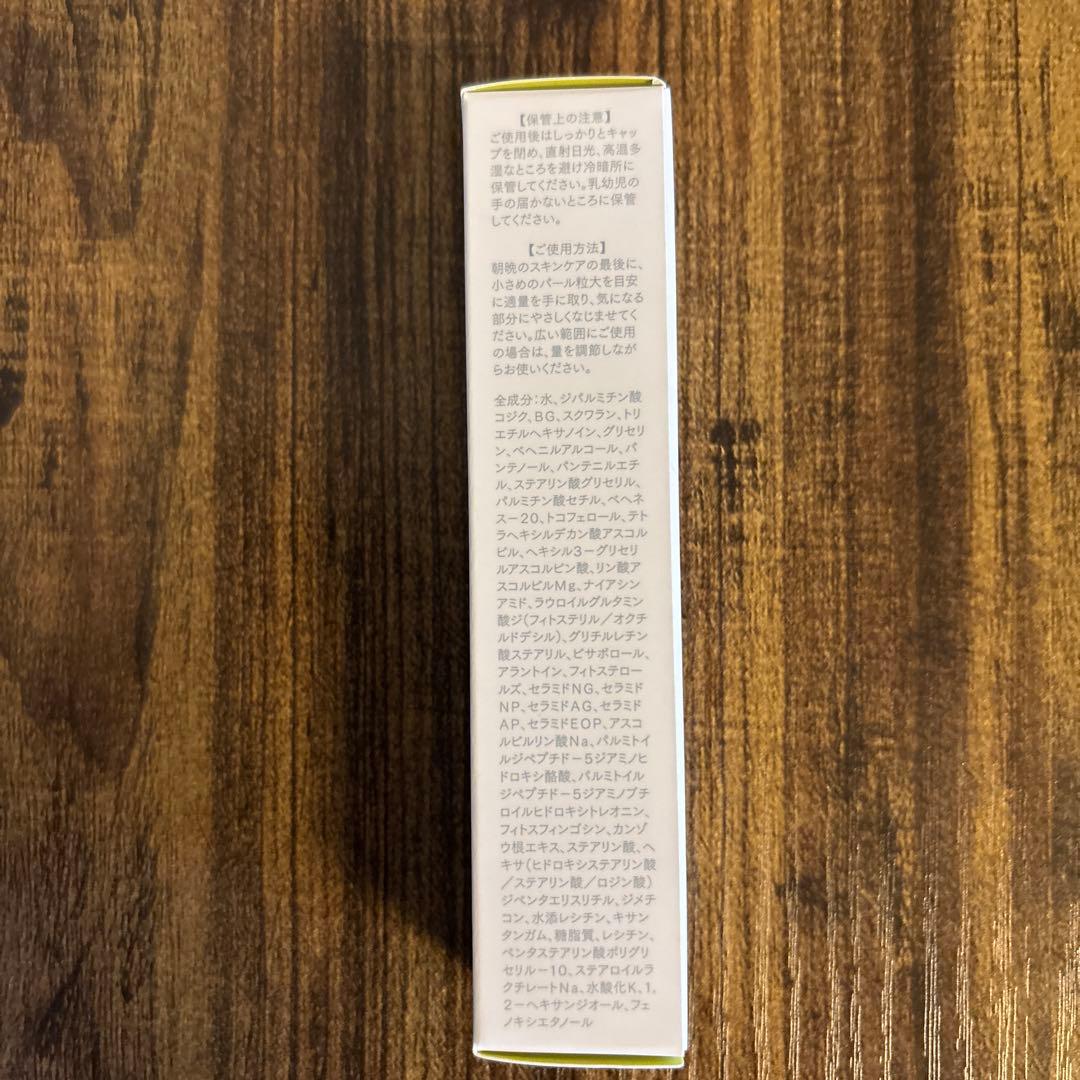 【保管上の注意】
ご使用後はしっかりとキャッ
プを閉め、直射日光、高温多
湿なところを避け冷暗所に
保管してください。乳幼児の
手の届かないところに保管
してください。
【ご使用方法】
朝晩のスキンケアの最後に、
小さめのパール粒大を目安
に適量を手に取り、気になる
部分にやさしくなじませてく
ださい。広い範囲にご使用
の場合は、量を調節しなが
らお使いください。
全成分：水、ジパルミチン酸
コジク、BG、スクワラン、トリ
エチルヘキサノイン、グリセリ
ン、ベヘニルアルコール、パ
ンテノール、パンテニルエチ
ル、ステアリン酸グリセリル、
パルミチン酸セチル、ベヘネ
スー20、トコフェロール、テト
ラヘキシルデカン酸アスコル
ビル、ヘキシル3ーグリセリ
ルアスコルビン酸、リン酸ア
スコルビルMg、ナイアシン
アミド、ラウロイルグルタミン
酸ジ（フィトステリル／オクチ
ルドデシル）、グリチルレチン
酸ステアリル、ビサボロール、
アラントイン、フィトステロー
ルズ、セラミドNG、セラミド
NP、セラミドAG、セラミド
AP、セラミドEOP、アスコ
ルビルリン酸Na、パルミトイ
ルジペプチドー5ジアミノヒ
ドロキシ酪酸、パルミトイル
ジペプチドー5ジアミノブチ
ロイルヒドロキシトレオニン、
フィトスフィンゴシン、カンゾ
ウ根エキス、ステアリン酸、ヘ
キサ（ヒドロキシステアリン酸
／ステアリン酸／ロジン酸）
ジペンタエリスリチル、ジメチ
コン、水添レシチン、キサン
タンガム、糖脂質、レシチン、
ペンタステアリン酸ポリグリ
セリルー10、ステアロイルラ
クチレートNa、水酸化K、1,
2ーヘキサンジオール、フェ
ノキシエタノール